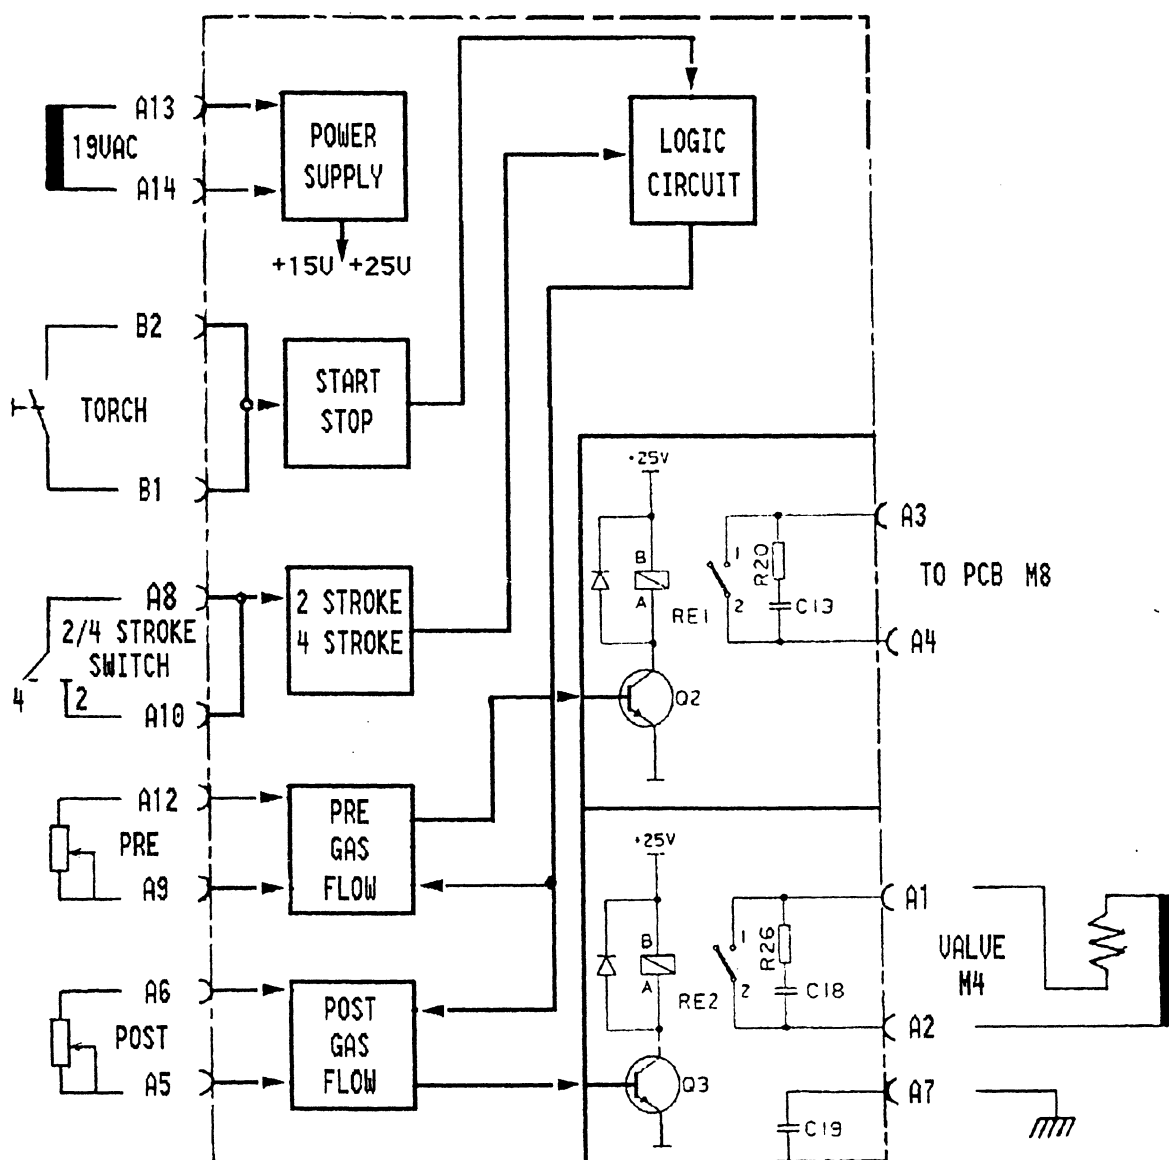 A13
19VAC
A14
POWER
SUPPLY
+15V +25V
LOGIC
CIRCUIT
B2
TORCH
B1
START
STOP
A8
2/4 STROKE
SWITCH
4
2
A10
2 STROKE
4 STROKE
+25V
B
A
RE1
1
2
R20
C13
Q2
A3
TO PCB M8
A4
A12
PRE
A9
PRE
GAS
FLOW
A6
POST
A5
POST
GAS
FLOW
+25V
B
A
RE2
1
2
R26
C18
Q3
A1
VALVE
M4
A2
A7
C19